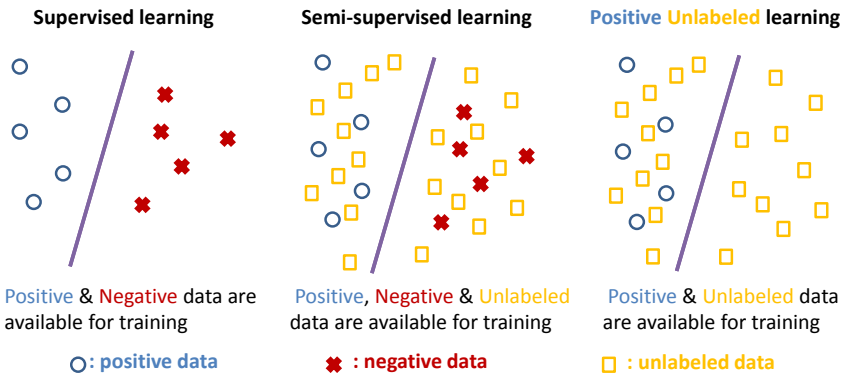 Supervised learning
Semi-supervised learning
Positive Unlabeled learning
Positive & Negative data are
available for training
Positive, Negative & Unlabeled
data are available for training
Positive & Unlabeled data
are available for training
: positive data
: negative data
: unlabeled data